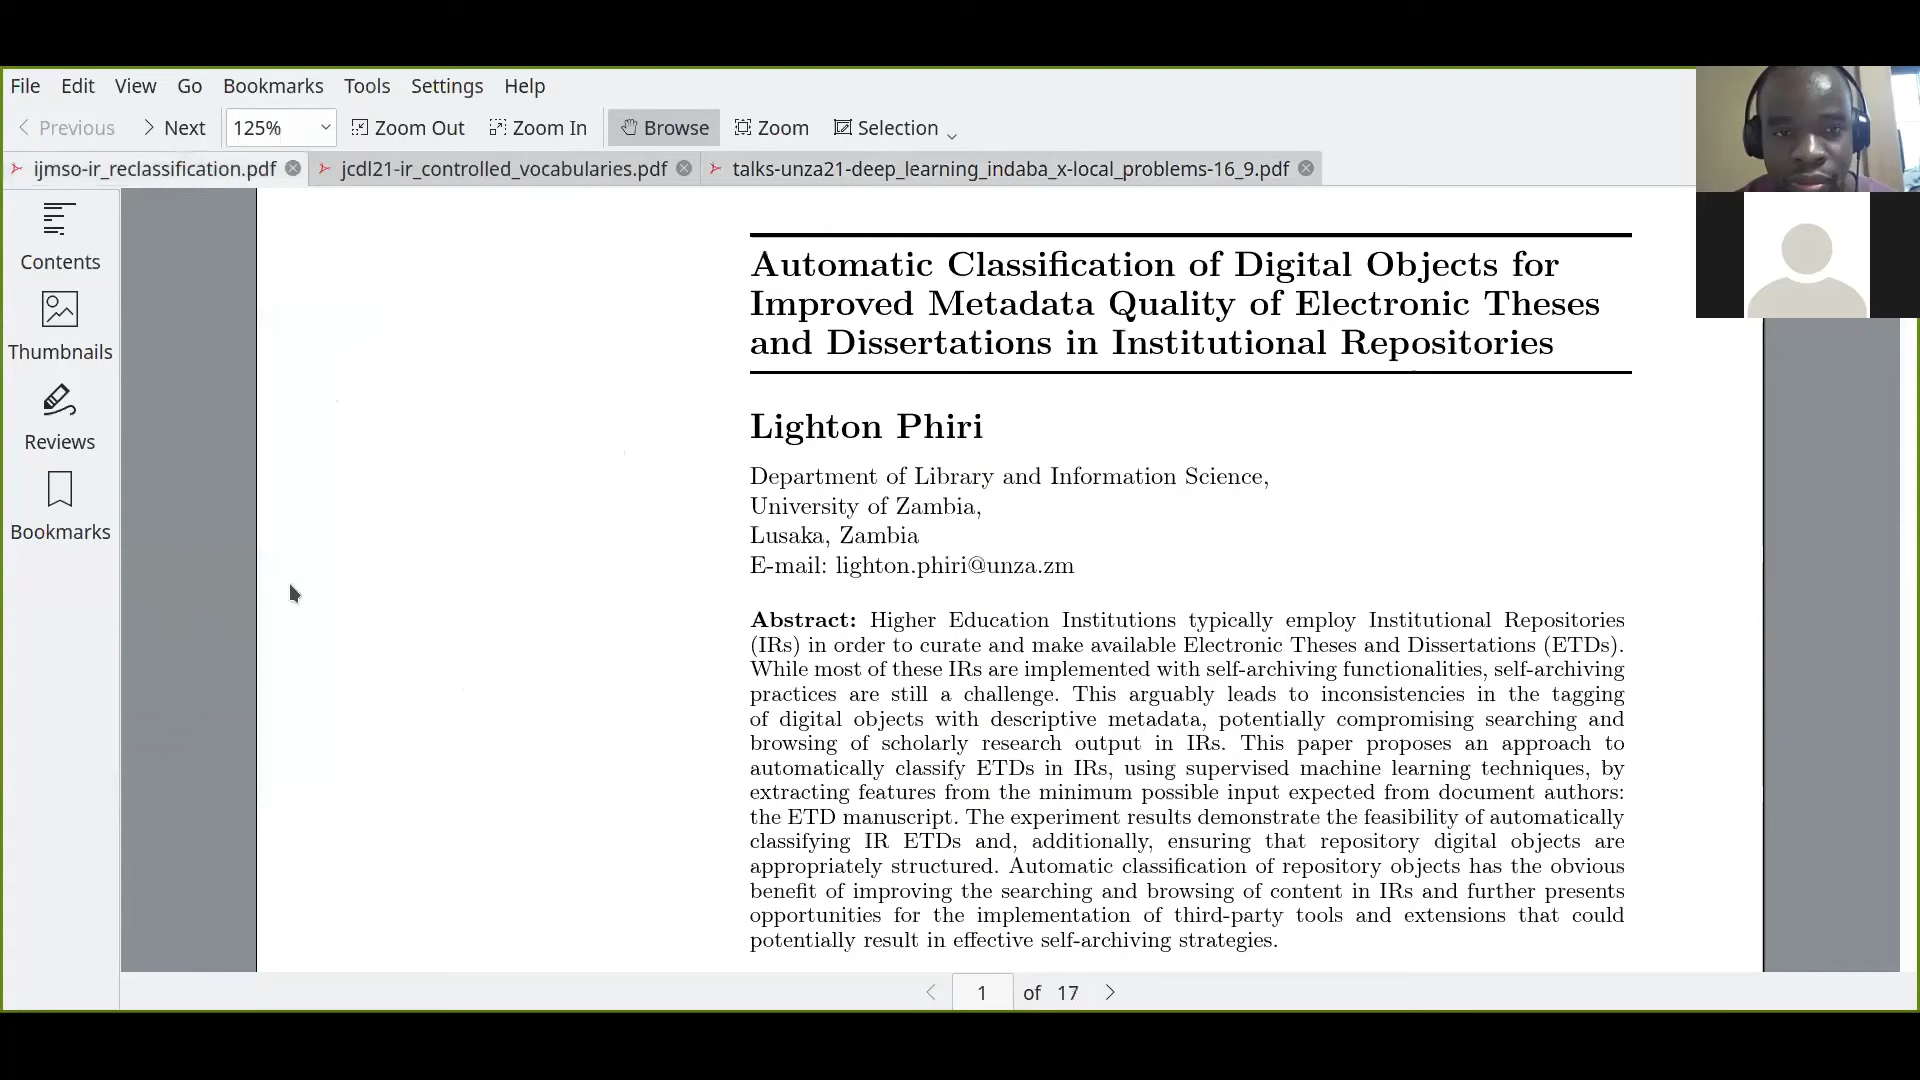 File Edit View Go Bookmarks Tools Settings Help
Previous Next 125% Zoom Out Zoom In Browse Zoom Selection
ijmso-ir_reclassification.pdf jcdl21-ir_controlled_vocabularies.pdf talks-unza21-deep_learning_indaba_x-local_problems-16_9.pdf
Contents
Thumbnails
Reviews
Bookmarks
Automatic Classification of Digital Objects for
Improved Metadata Quality of Electronic Theses
and Dissertations in Institutional Repositories
Lighton Phiri
Department of Library and Information Science,
University of Zambia,
Lusaka, Zambia
E-mail: lighton.phiri@unza.zm
Abstract: Higher Education Institutions typically employ Institutional Repositories
(IRs) in order to curate and make available Electronic Theses and Dissertations (ETDs).
While most of these IRs are implemented with self-archiving functionalities, self-archiving
practices are still a challenge. This arguably leads to inconsistencies in the tagging
of digital objects with descriptive metadata, potentially compromising searching and
browsing of scholarly research output in IRs. This paper proposes an approach to
automatically classify ETDs in IRs, using supervised machine learning techniques, by
extracting features from the minimum possible input expected from document authors:
the ETD manuscript. The experiment results demonstrate the feasibility of automatically
classifying IR ETDs and, additionally, ensuring that repository digital objects are
appropriately structured. Automatic classification of repository objects has the obvious
benefit of improving the searching and browsing of content in IRs and further presents
opportunities for the implementation of third-party tools and extensions that could
potentially result in effective self-archiving strategies.
1 of 17